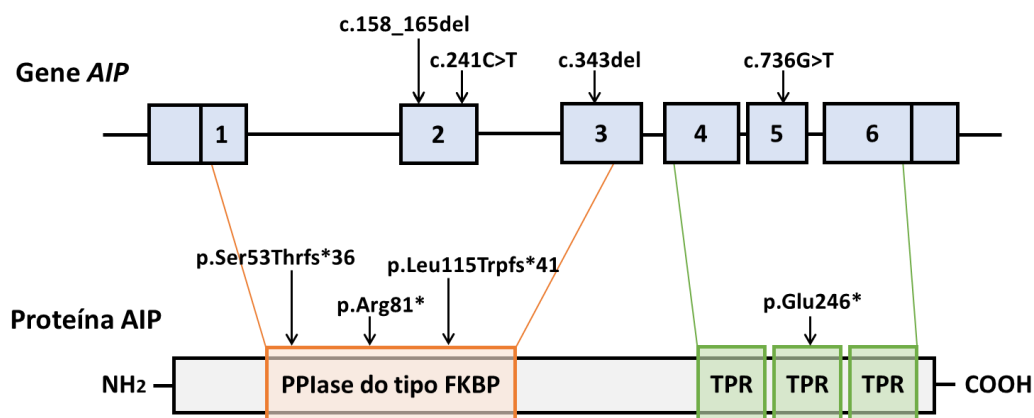 c.158_165del
c.241C>T
c.343del
c.736G>T
Gene AIP
1
2
3
4
5
6
p.Ser53Thrfs*36
p.Leu115Trpfs*41
p.Arg81*
p.Glu246*
Proteína AIP
NH2
PPIase do tipo FKBP
TPR
TPR
TPR
COOH